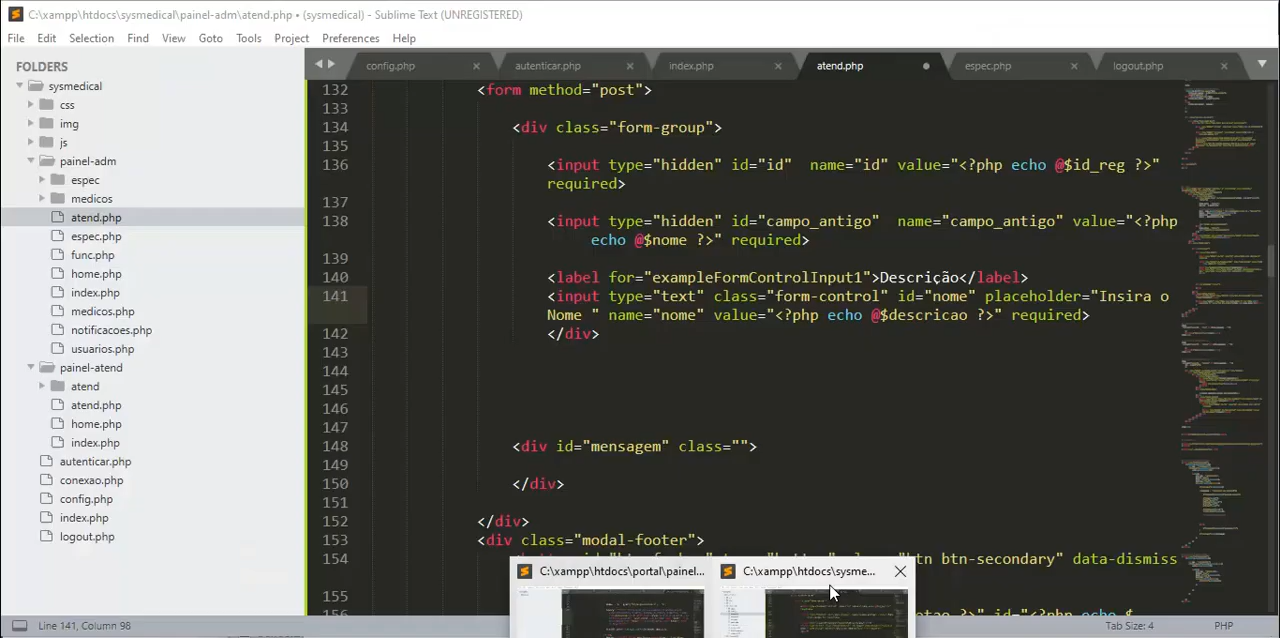 C:\xampp\htdocs\sysmedical\painel-adm\atend.php • (sysmedical) - Sublime Text (UNREGISTERED)
File Edit Selection Find View Goto Tools Project Preferences Help
FOLDERS
sysmedical
css
img
js
painel-adm
espec
medicos
atend.php
espec.php
func.php
home.php
index.php
medicos.php
notificacoes.php
usuarios.php
painel-atend
atend
atend.php
home.php
index.php
autenticar.php
conexao.php
config.php
index.php
logout.php
config.php × autenticar.php × index.php × atend.php espec.php × logout.php ×
132 <form method="post">
133
134 <div class="form-group">
135
136 <input type="hidden" id="id"  name="id" value="<?php echo @$id_reg ?>"
required>
137
138 <input type="hidden" id="campo_antigo"  name="campo_antigo" value="<?php
echo @$nome ?>" required>
139
140 <label for="exampleFormControlInput1">Descrição</label>
141 <input type="text" class="form-control" id="nome" placeholder="Insira o
Nome " name="nome" value="<?php echo @$descricao ?>" required>
142 </div>
143
144
145
146
147
148 <div id="mensagem" class="">
149
150 </div>
151
152 </div>
153 <div class="modal-footer">
154 btn btn-secondary" data-dismiss
155
156
C:\xampp\htdocs\portal\painel... C:\xampp\htdocs\sysme... ×
Line 141, Column 98 Tab Size: 4 PHP